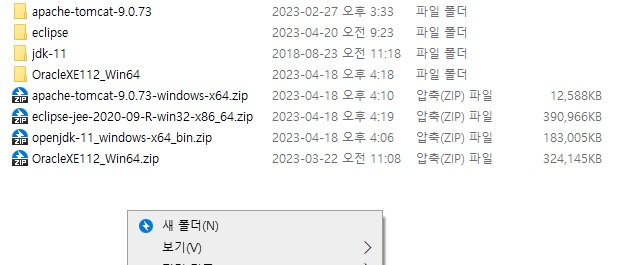 apache-tomcat-9.0.73 2023-02-27 오후 3:33 파일 폴더
eclipse 2023-04-20 오전 9:23 파일 폴더
jdk-11 2018-08-23 오전 11:18 파일 폴더
OracleXE112_Win64 2023-04-18 오후 4:18 파일 폴더
apache-tomcat-9.0.73-windows-x64.zip 2023-04-18 오후 4:10 압축(ZIP) 파일 12,588KB
eclipse-jee-2020-09-R-win32-x86_64.zip 2023-04-18 오후 4:19 압축(ZIP) 파일 390,966KB
openjdk-11_windows-x64_bin.zip 2023-04-18 오후 4:06 압축(ZIP) 파일 183,005KB
OracleXE112_Win64.zip 2023-03-22 오전 11:08 압축(ZIP) 파일 324,145KB
새 폴더(N)
보기(V)